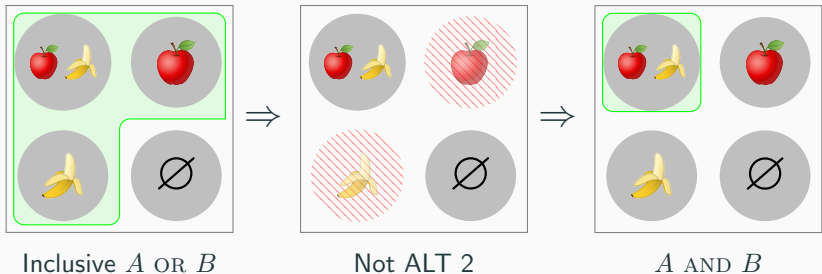 ∅ ⇒ ∅ ⇒ ∅
Inclusive A OR B
Not ALT 2
A AND B